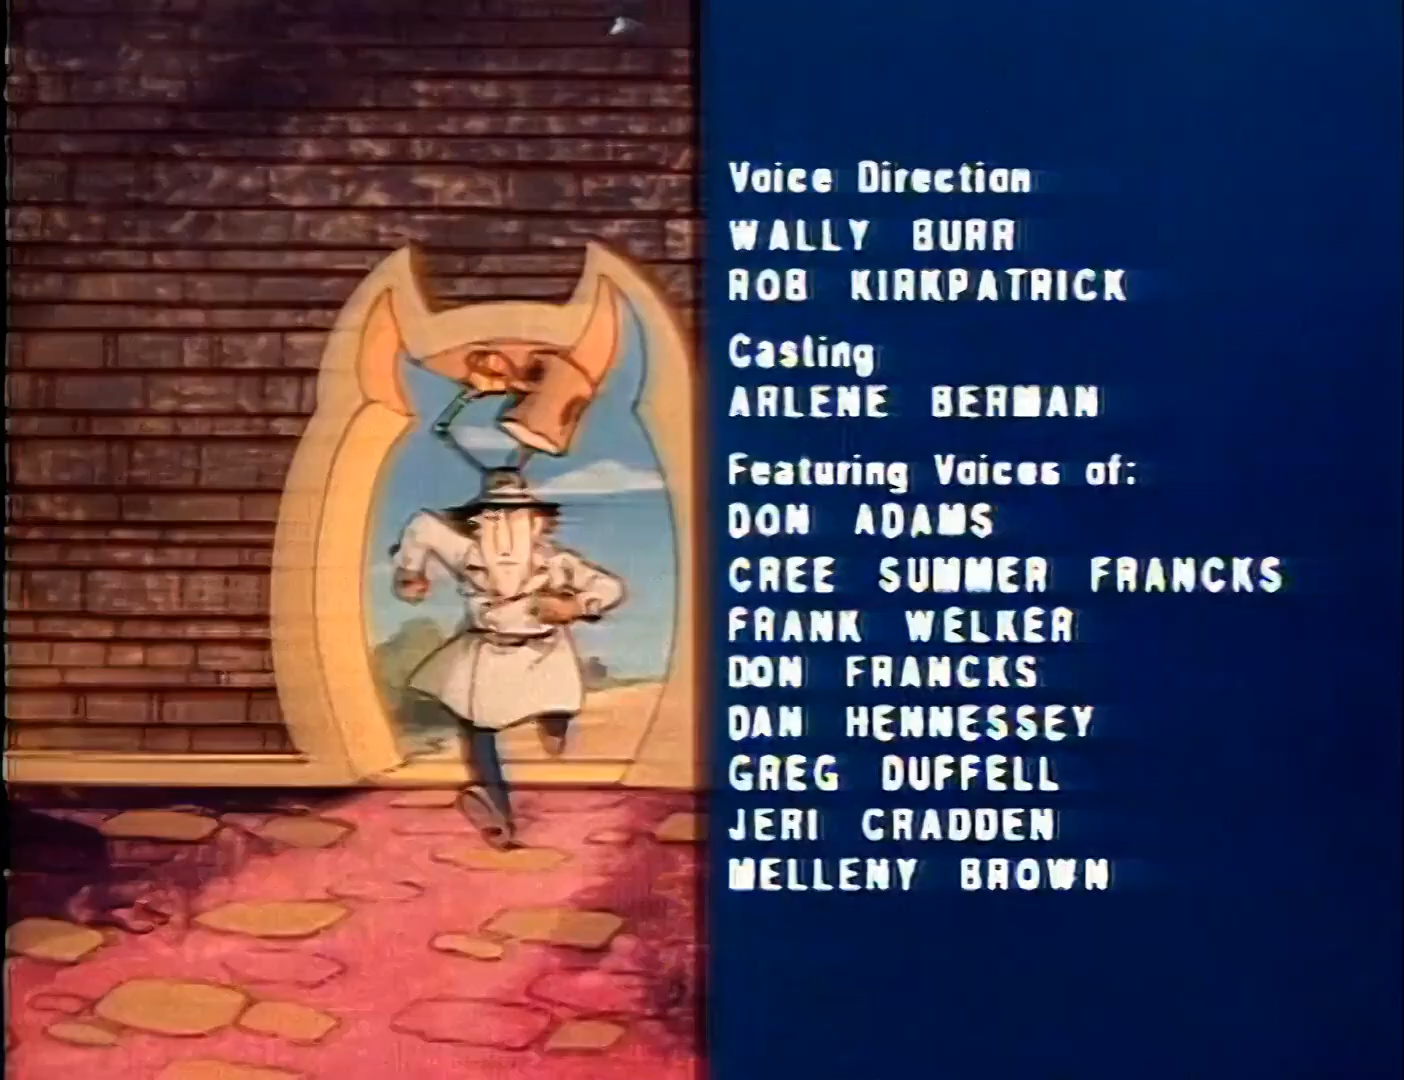 Voice Direction
WALLY BURR
ROB KIRKPATRICK
Casting
ARLENE BERMAN
Featuring Voices of:
DON ADAMS
CREE SUMMER FRANCKS
FRANK WELKER
DON FRANCKS
DAN HENNESSEY
GREG DUFFELL
JERI CRADDEN
MELLENY BROWN